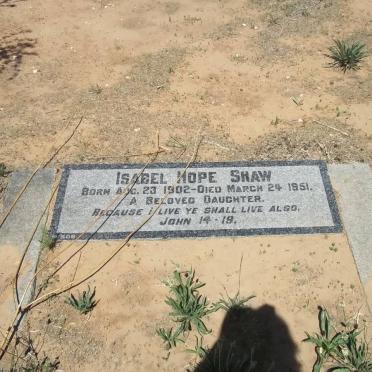 Isabel Hope Shaw
Born Aug. 23 1902-Died March 24 1951.
A Beloved Daughter.
Because I live ye shall live also.
John 14-19.